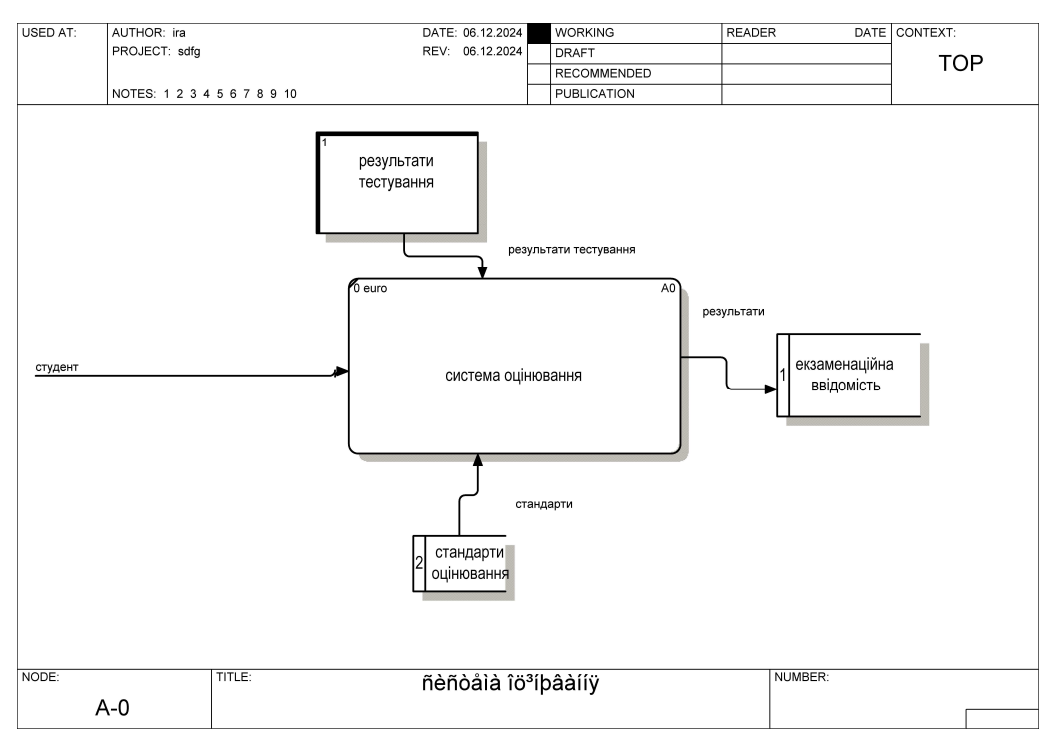 USED AT:
AUTHOR: ira
DATE: 06.12.2024
WORKING
READER
DATE
CONTEXT:
PROJECT: sdfg
REV: 06.12.2024
DRAFT
TOP
RECOMMENDED
NOTES: 1 2 3 4 5 6 7 8 9 10
PUBLICATION
1
результати
тестування
результати тестування
0 euro
A0
результати
студент
система оцінювання
1
екзаменаційна
ввідомість
стандарти
2
стандарти
оцінювання
NODE:
TITLE:
NUMBER:
A-0
ñèñòåìà îö³íþâàííÿ